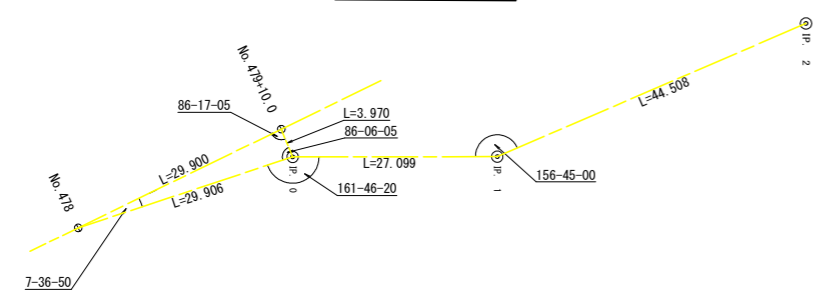 IP. 2
No. 479+10.0
L=44.508
86-17-05
L=3.970
86-06-05
L=29.900
L=27.099
IP. 0
IP. 1
156-45-00
No. 478
L=29.906
161-46-20
7-36-50